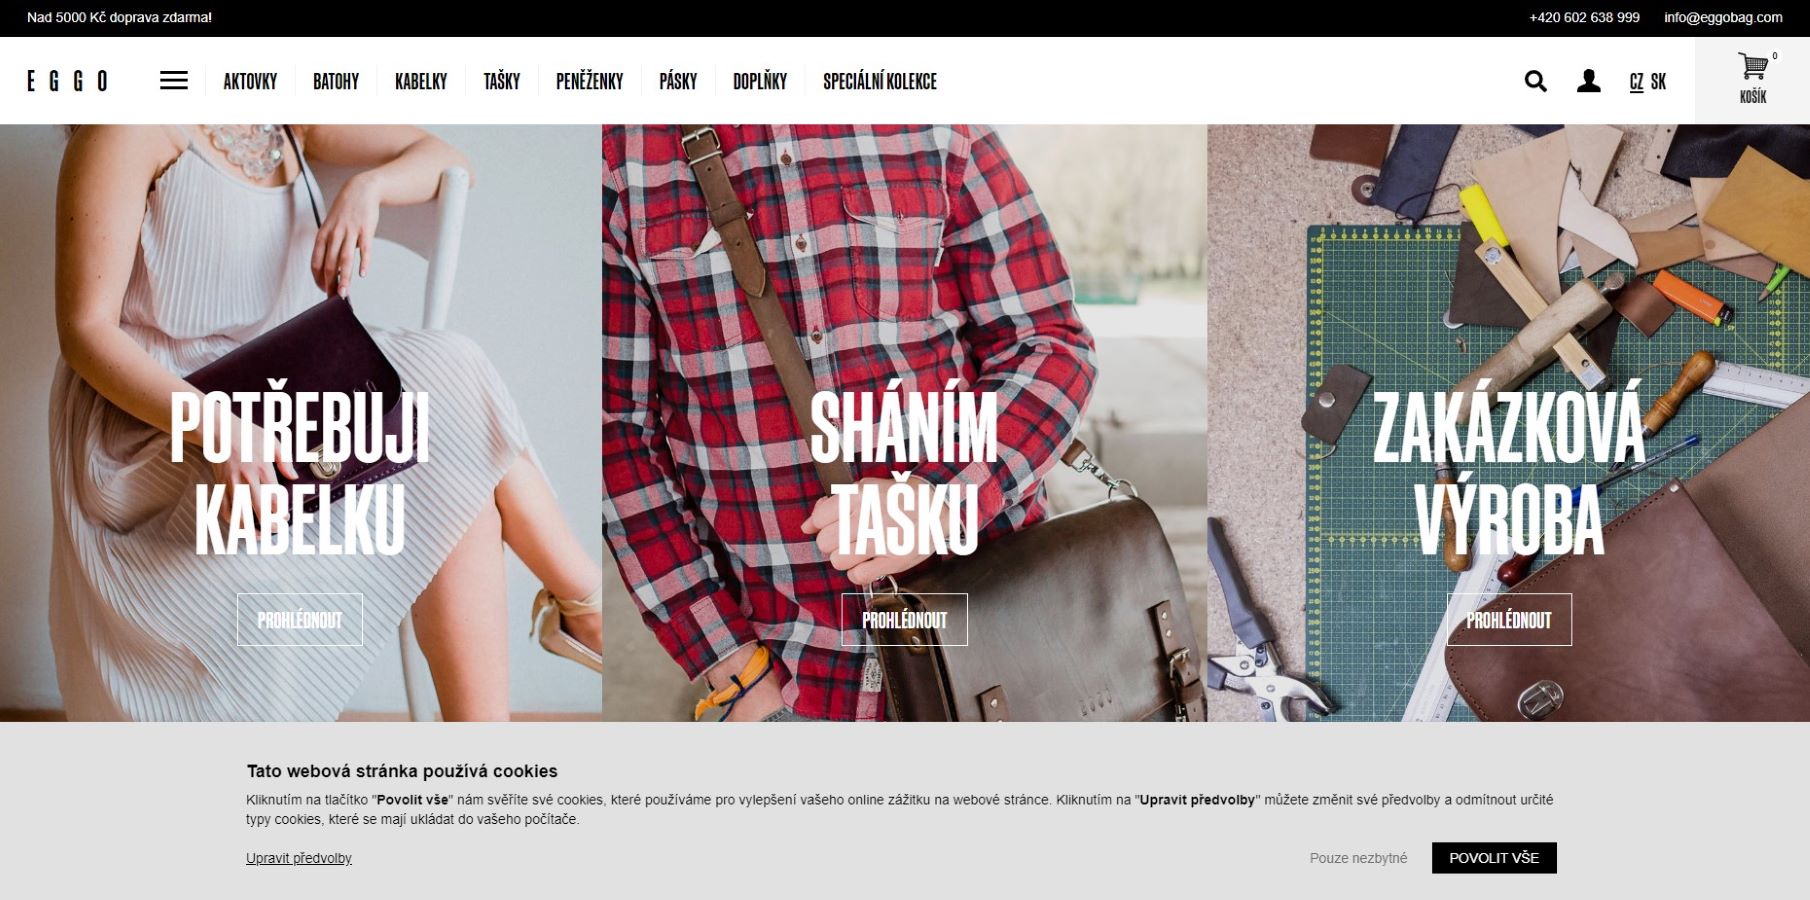 Nad 5000 Kč doprava zdarma!
+420 602 638 999 info@eggobag.com
EGGO
AKTOVKY BATOHY KABELKY TAŠKY PENĚŽENKY PÁSKY DOPLŇKY SPECIÁLNÍ KOLEKCE
CZ SK
0
KOŠÍK
POTŘEBUJI
KABELKU
PROHLÉDNOUT
SHÁNÍM
TAŠKU
PROHLÉDNOUT
ZAKÁZKOVÁ
VÝROBA
PROHLÉDNOUT
Tato webová stránka používá cookies
Kliknutím na tlačítko "Povolit vše" nám svěříte své cookies, které používáme pro vylepšení vašeho online zážitku na webové stránce. Kliknutím na "Upravit předvolby" můžete změnit své předvolby a odmítnout určité
typy cookies, které se mají ukládat do vašeho počítače.
Upravit předvolby
Pouze nezbytné POVOLIT VŠE